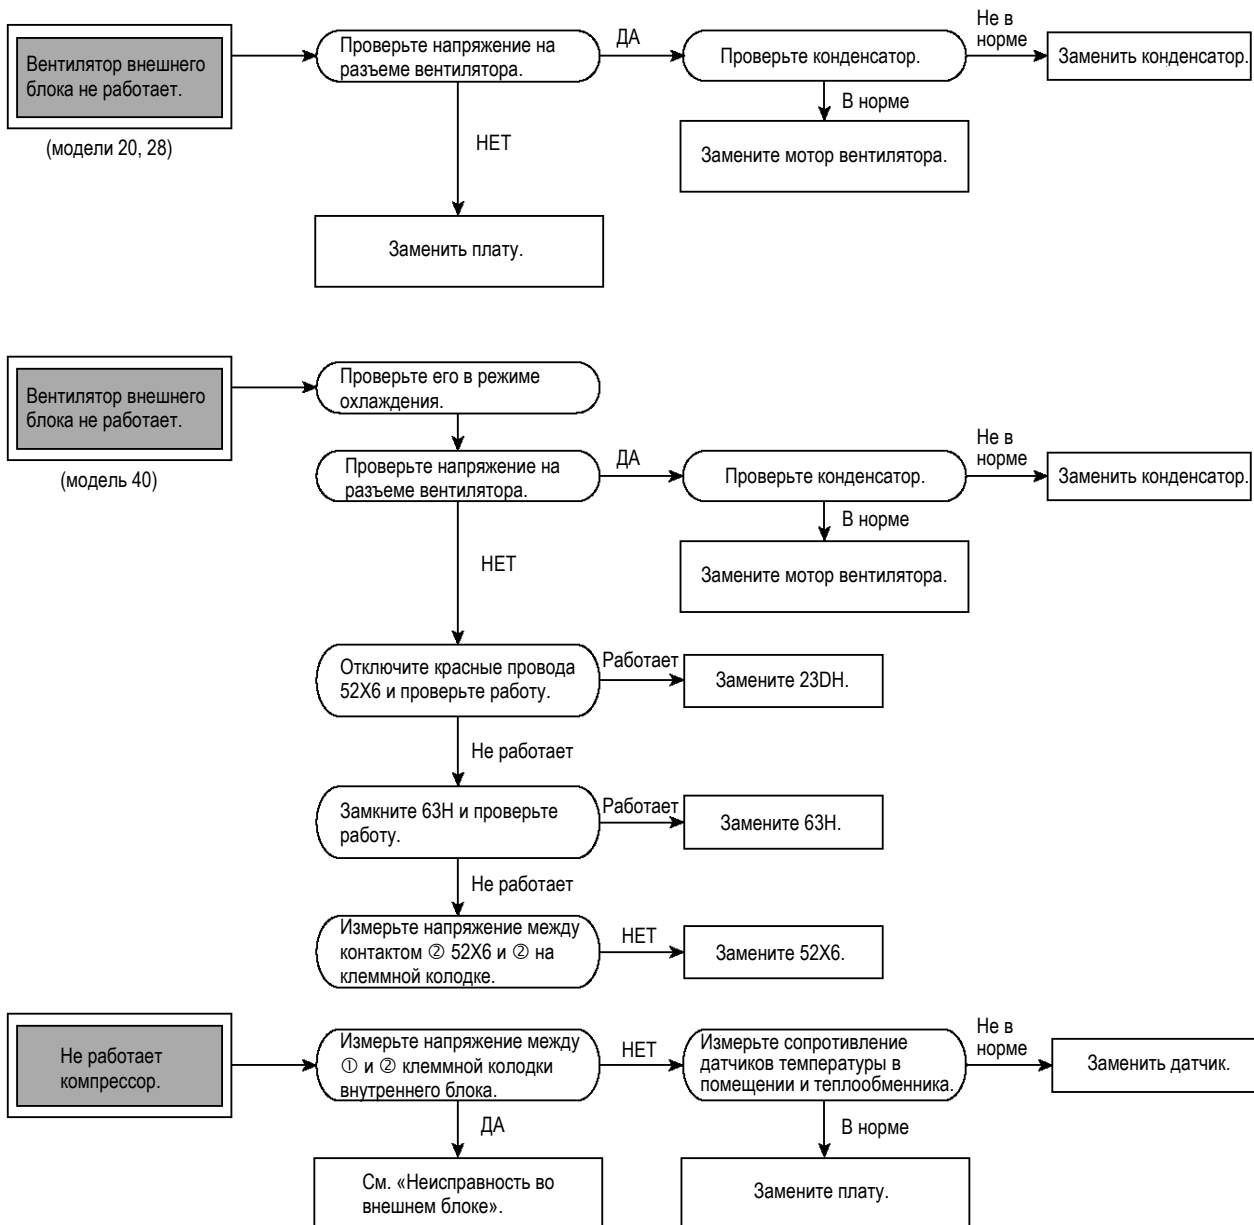 Вентилятор внешнего
блока не работает.
(модели 20, 28)
Проверьте напряжение на
разъеме вентилятора.
ДА
Проверьте конденсатор.
Не в
норме
Заменить конденсатор.
В норме
Замените мотор вентилятора.
НЕТ
Заменить плату.
Вентилятор внешнего
блока не работает.
(модель 40)
Проверьте его в режиме
охлаждения.
Проверьте напряжение на
разъеме вентилятора.
ДА
Проверьте конденсатор.
Не в
норме
Заменить конденсатор.
В норме
Замените мотор вентилятора.
НЕТ
Отключите красные провода
52X6 и проверьте работу.
Работает
Замените 23DH.
Не работает
Замкните 63H и проверьте
работу.
Работает
Замените 63H.
Не работает
Измерьте напряжение между
контактом ② 52X6 и ② на
клеммной колодке.
НЕТ
Замените 52X6.
Не работает
компрессор.
Измерьте напряжение между
① и ② клеммной колодки
внутреннего блока.
НЕТ
Измерьте сопротивление
датчиков температуры в
помещении и теплообменника.
Не в
норме
Заменить датчик.
ДА
В норме
См. «Неисправность во
внешнем блоке».
Замените плату.